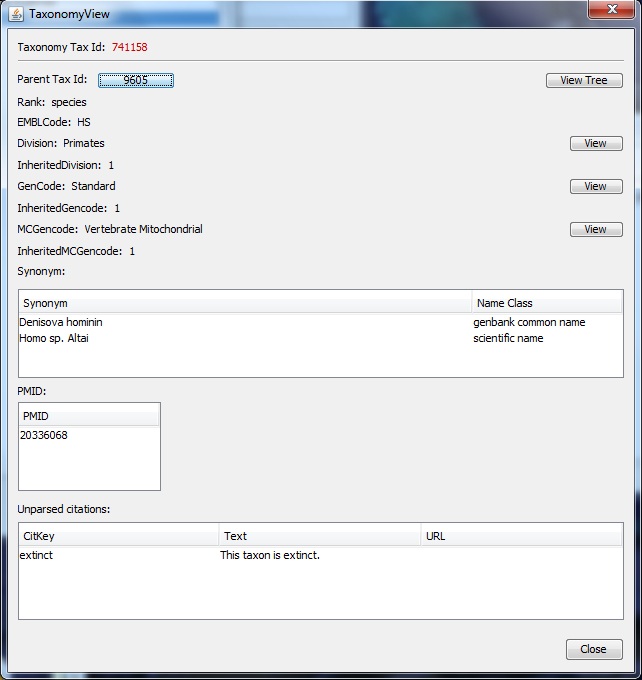 TaxonomyView
Taxonomy Tax Id: 741158
Parent Tax Id: 9605 View Tree
Rank: species
EMBLCode: HS
Division: Primates View
InheritedDivision: 1
GenCode: Standard View
InheritedGencode: 1
MCGencode: Vertebrate Mitochondrial View
InheritedMCGencode: 1
Synonym:
Synonym Name Class
Denisova hominin genbank common name
Homo sp. Altai scientific name
PMID:
PMID
20336068
Unparsed citations:
CitKey Text URL
extinct This taxon is extinct.
Close